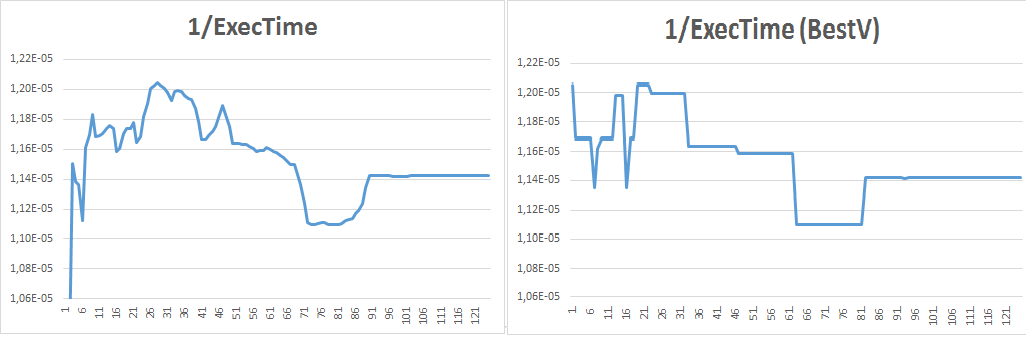 1/ExecTime
1,22E-05
1,20E-05
1,18E-05
1,16E-05
1,14E-05
1,12E-05
1,10E-05
1,08E-05
1,06E-05
1 6 11 16 21 26 31 36 41 46 51 56 61 66 71 76 81 86 91 96 101 106 111 116 121
1/ExecTime (BestV)
1,22E-05
1,20E-05
1,18E-05
1,16E-05
1,14E-05
1,12E-05
1,10E-05
1,08E-05
1,06E-05
1 6 11 16 21 26 31 36 41 46 51 56 61 66 71 76 81 86 91 96 101 106 111 116 121